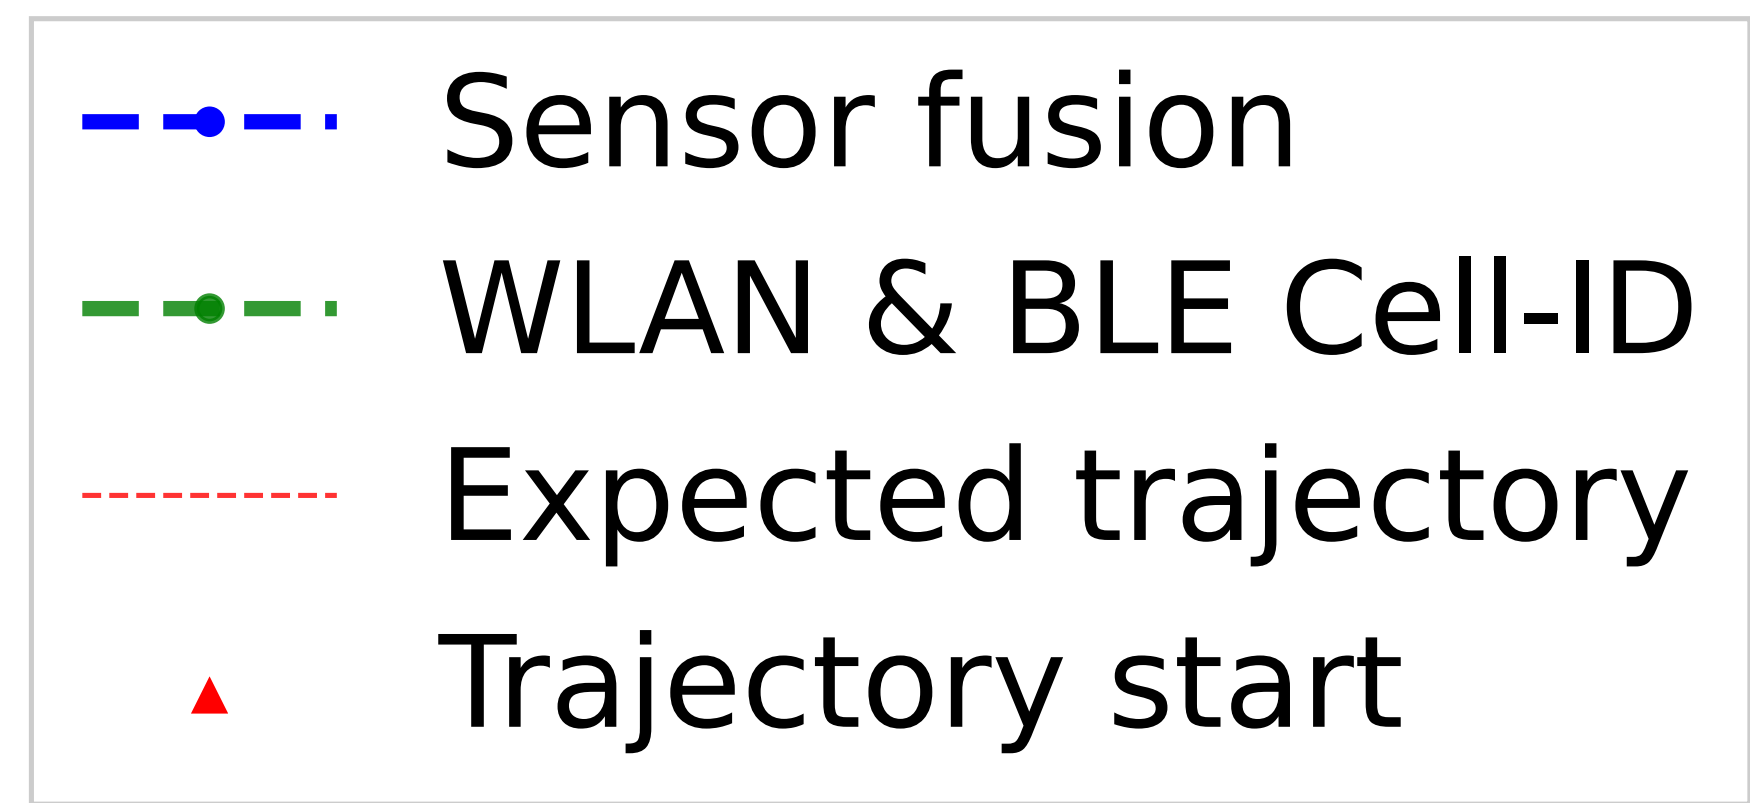 Sensor fusion
WLAN & BLE Cell-ID
Expected trajectory
Trajectory start